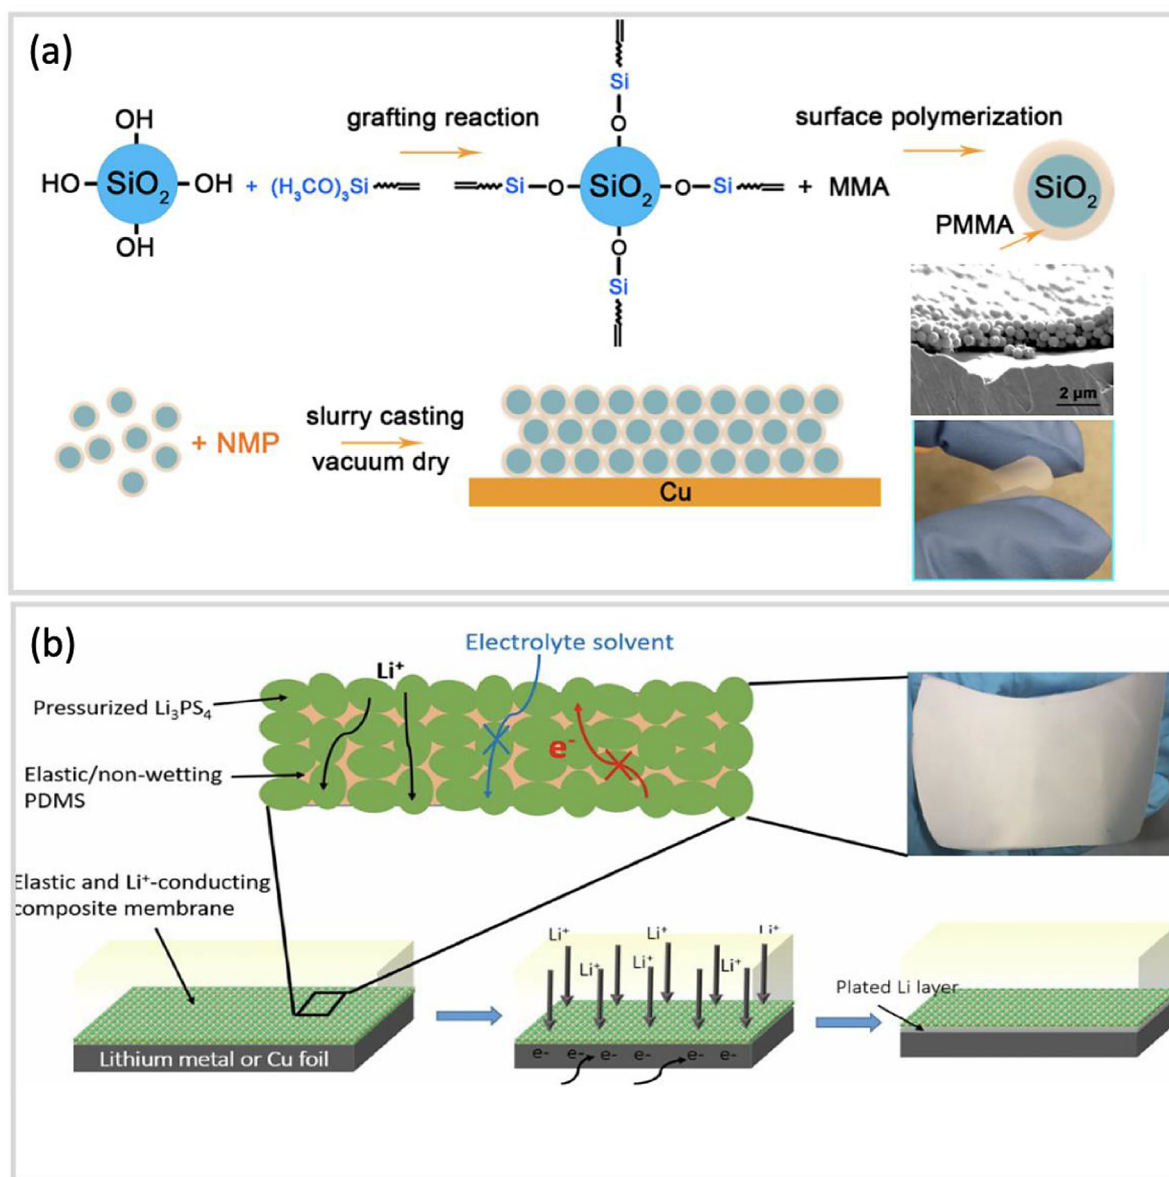 (a)
OH
HO
SiO2
OH
OH
+ (H3CO)3Si
grafting reaction
Si
O
Si
O
SiO2
O
Si
O
Si
+ MMA
surface polymerization
SiO2
PMMA
2 μm
+ NMP
slurry casting
vacuum dry
Cu
(b)
Electrolyte solvent
Li+
Pressurized Li3PS4
e-
Elastic/non-wetting
PDMS
Elastic and Li+-conducting
composite membrane
Lithium metal or Cu foil
Li+
Li+
Li+
Li+
Li+
Li+
e-
e-
e-
e-
e-
e-
Plated Li layer